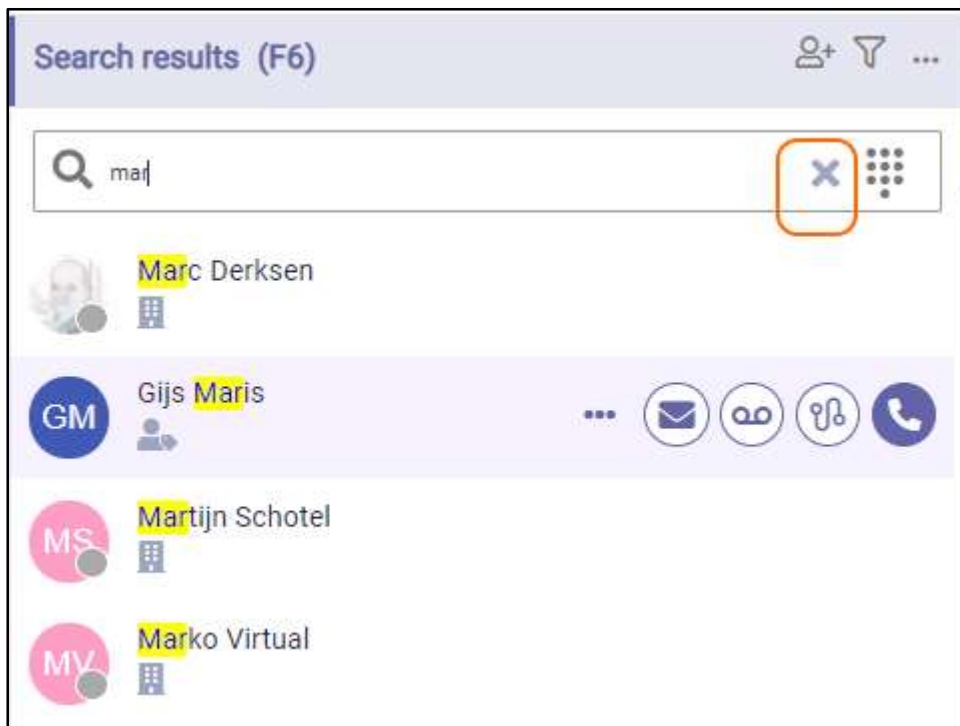 Search results (F6)
mar
Marc Derksen
GM
Gijs Maris
MS
Martijn Schotel
MV
Marko Virtual